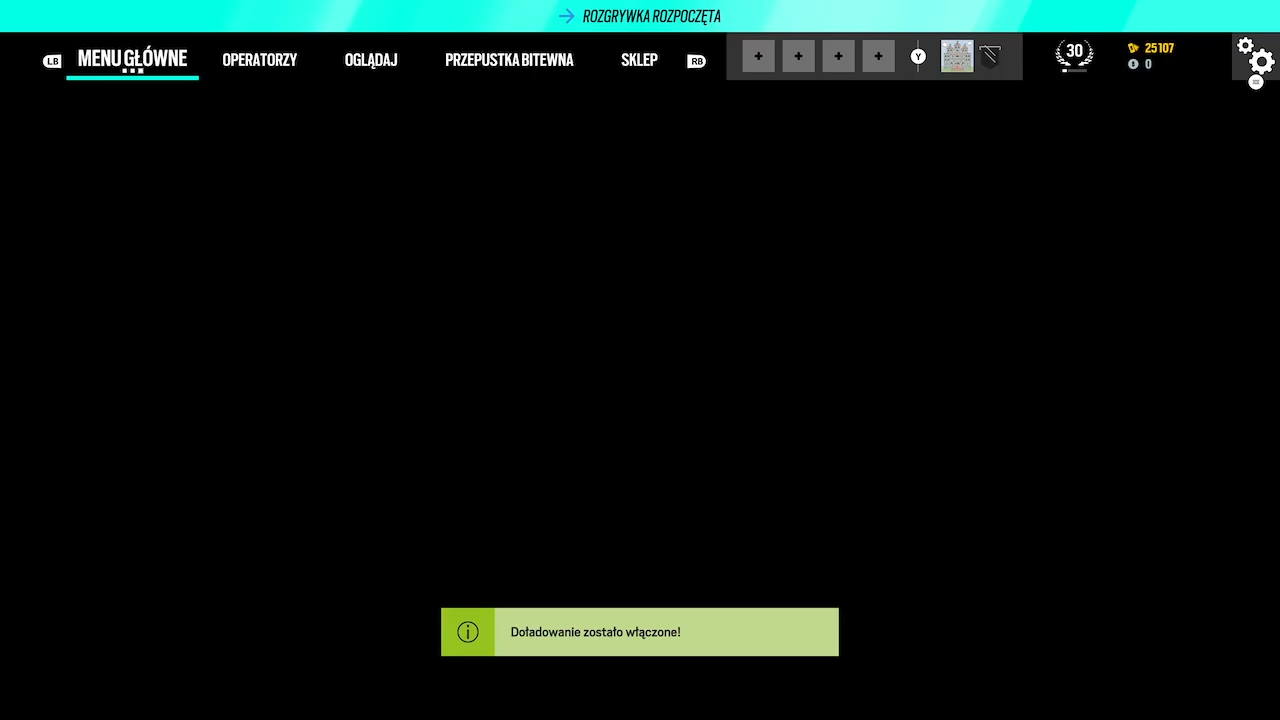 ROZGRYWKA ROZPOCZĘTA
LB MENU GŁÓWNE OPERATORZY OGLĄDAJ PRZEPUSTKA BITEWNA SKLEP RB + + + + Y 30 25107
0
Doładowanie zostało włączone!